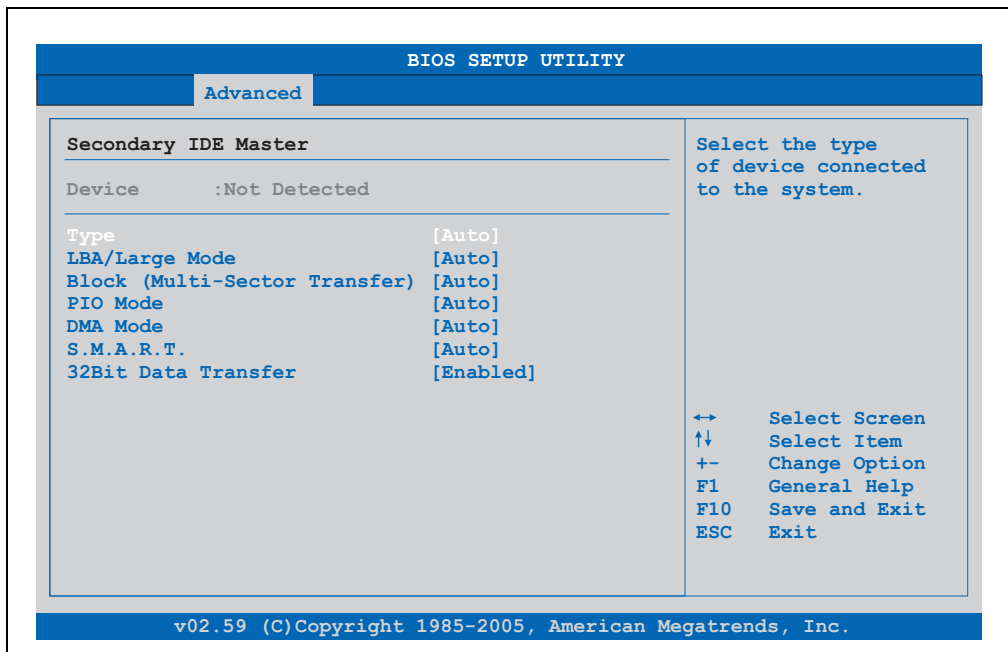 BIOS SETUP UTILITY
Advanced
Secondary IDE Master
Device :Not Detected
Type [Auto]
LBA/Large Mode [Auto]
Block (Multi-Sector Transfer) [Auto]
PIO Mode [Auto]
DMA Mode [Auto]
S.M.A.R.T. [Auto]
32Bit Data Transfer [Enabled]
Select the type
of device connected
to the system.
↔ Select Screen
↑↓ Select Item
+- Change Option
F1 General Help
F10 Save and Exit
ESC Exit
v02.59 (C)Copyright 1985-2005, American Megatrends, Inc.